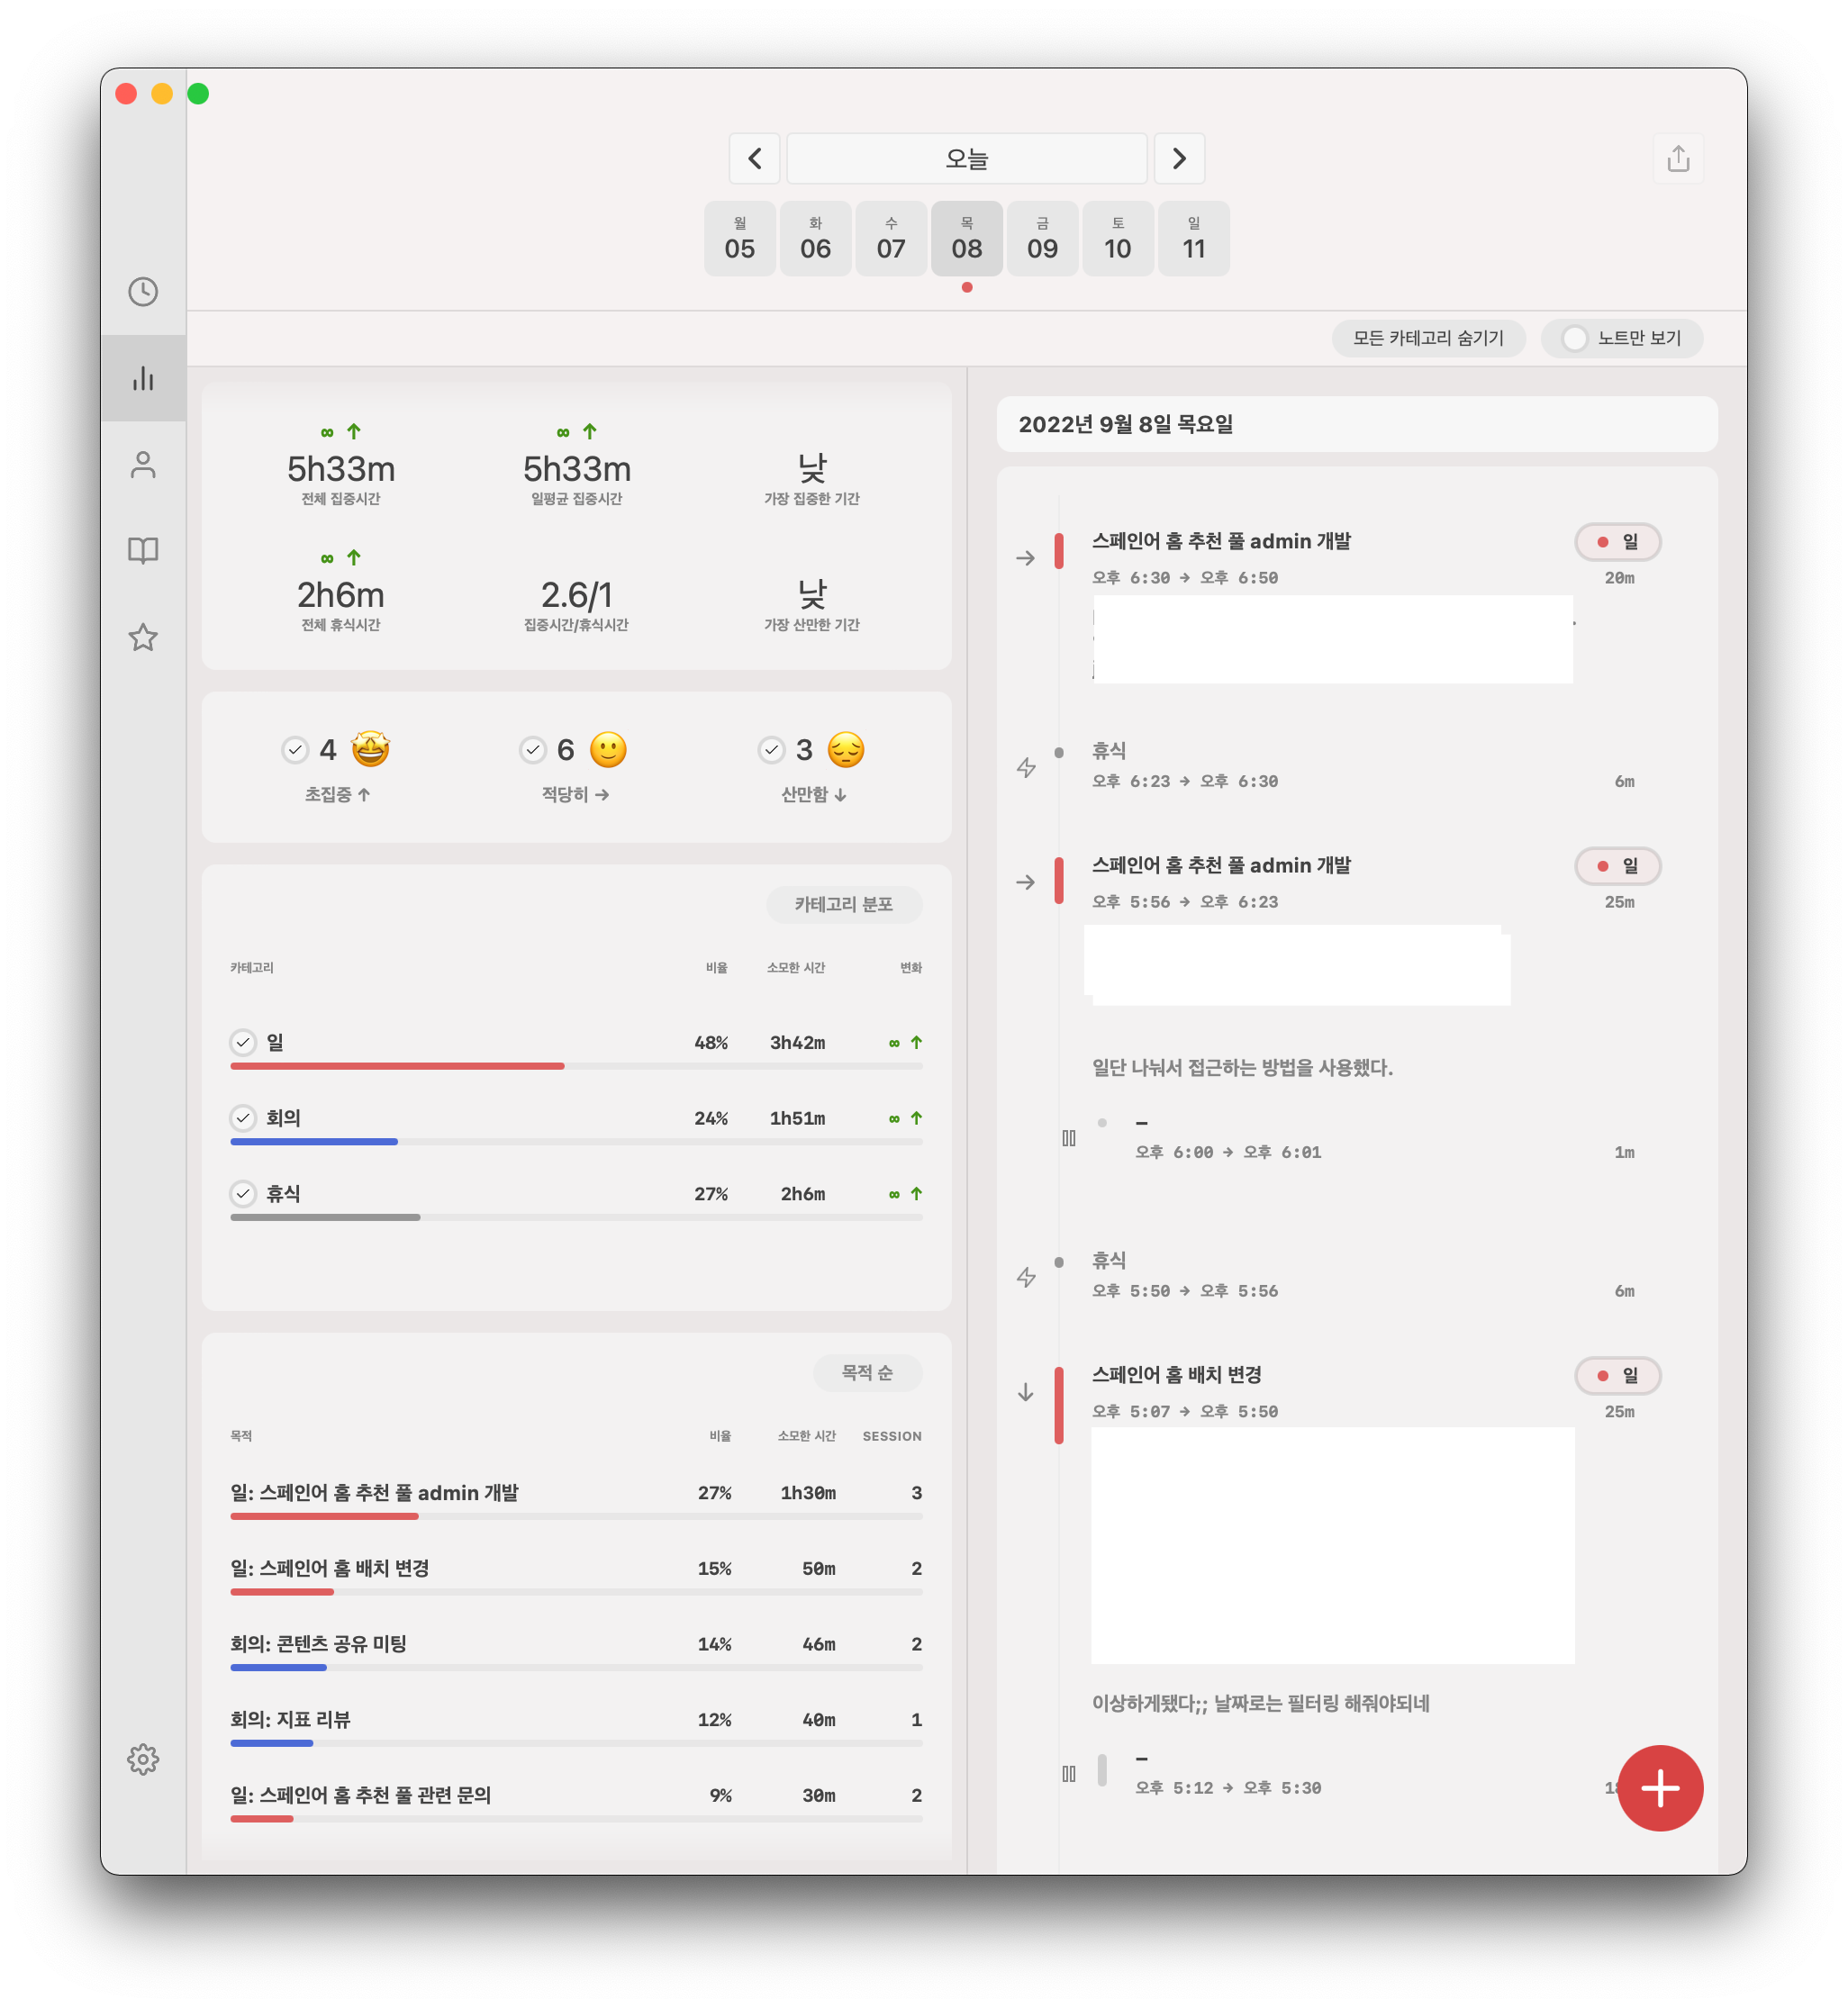 오늘
월 화 수 목 금 토 일
05 06 07 08 09 10 11
모든 카테고리 숨기기 노트만 보기
∞ ↑ ∞ ↑
5h33m 5h33m 낮
전체 집중시간 일평균 집중시간 가장 집중한 기간
∞ ↑
2h6m 2.6/1 낮
전체 휴식시간 집중시간/휴식시간 가장 산만한 기간
4 🤩 6 🙂 3 😔
초집중 ↑ 적당히 → 산만함 ↓
카테고리 분포
카테고리 비율 소모한 시간 변화
일 48% 3h42m ∞ ↑
회의 24% 1h51m ∞ ↑
휴식 27% 2h6m ∞ ↑
목적 순
목적 비율 소모한 시간 SESSION
일: 스페인어 홈 추천 풀 admin 개발 27% 1h30m 3
일: 스페인어 홈 배치 변경 15% 50m 2
회의: 콘텐츠 공유 미팅 14% 46m 2
회의: 지표 리뷰 12% 40m 1
일: 스페인어 홈 추천 풀 관련 문의 9% 30m 2
2022년 9월 8일 목요일
스페인어 홈 추천 풀 admin 개발 일
오후 6:30 → 오후 6:50 20m
휴식
오후 6:23 → 오후 6:30 6m
스페인어 홈 추천 풀 admin 개발 일
오후 5:56 → 오후 6:23 25m
일단 나눠서 접근하는 방법을 사용했다.
–
오후 6:00 → 오후 6:01 1m
휴식
오후 5:50 → 오후 5:56 6m
스페인어 홈 배치 변경 일
오후 5:07 → 오후 5:50 25m
이상하게됐다;; 날짜로는 필터링 해줘야되네
–
오후 5:12 → 오후 5:30